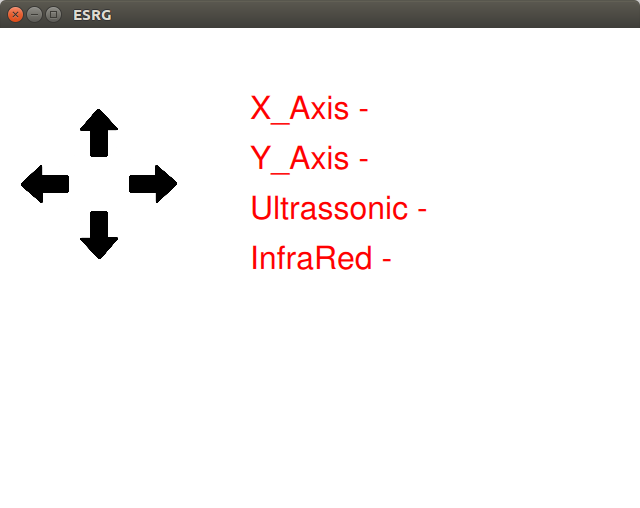 ESRG
X_Axis -
Y_Axis -
Ultrassonic -
InfraRed -